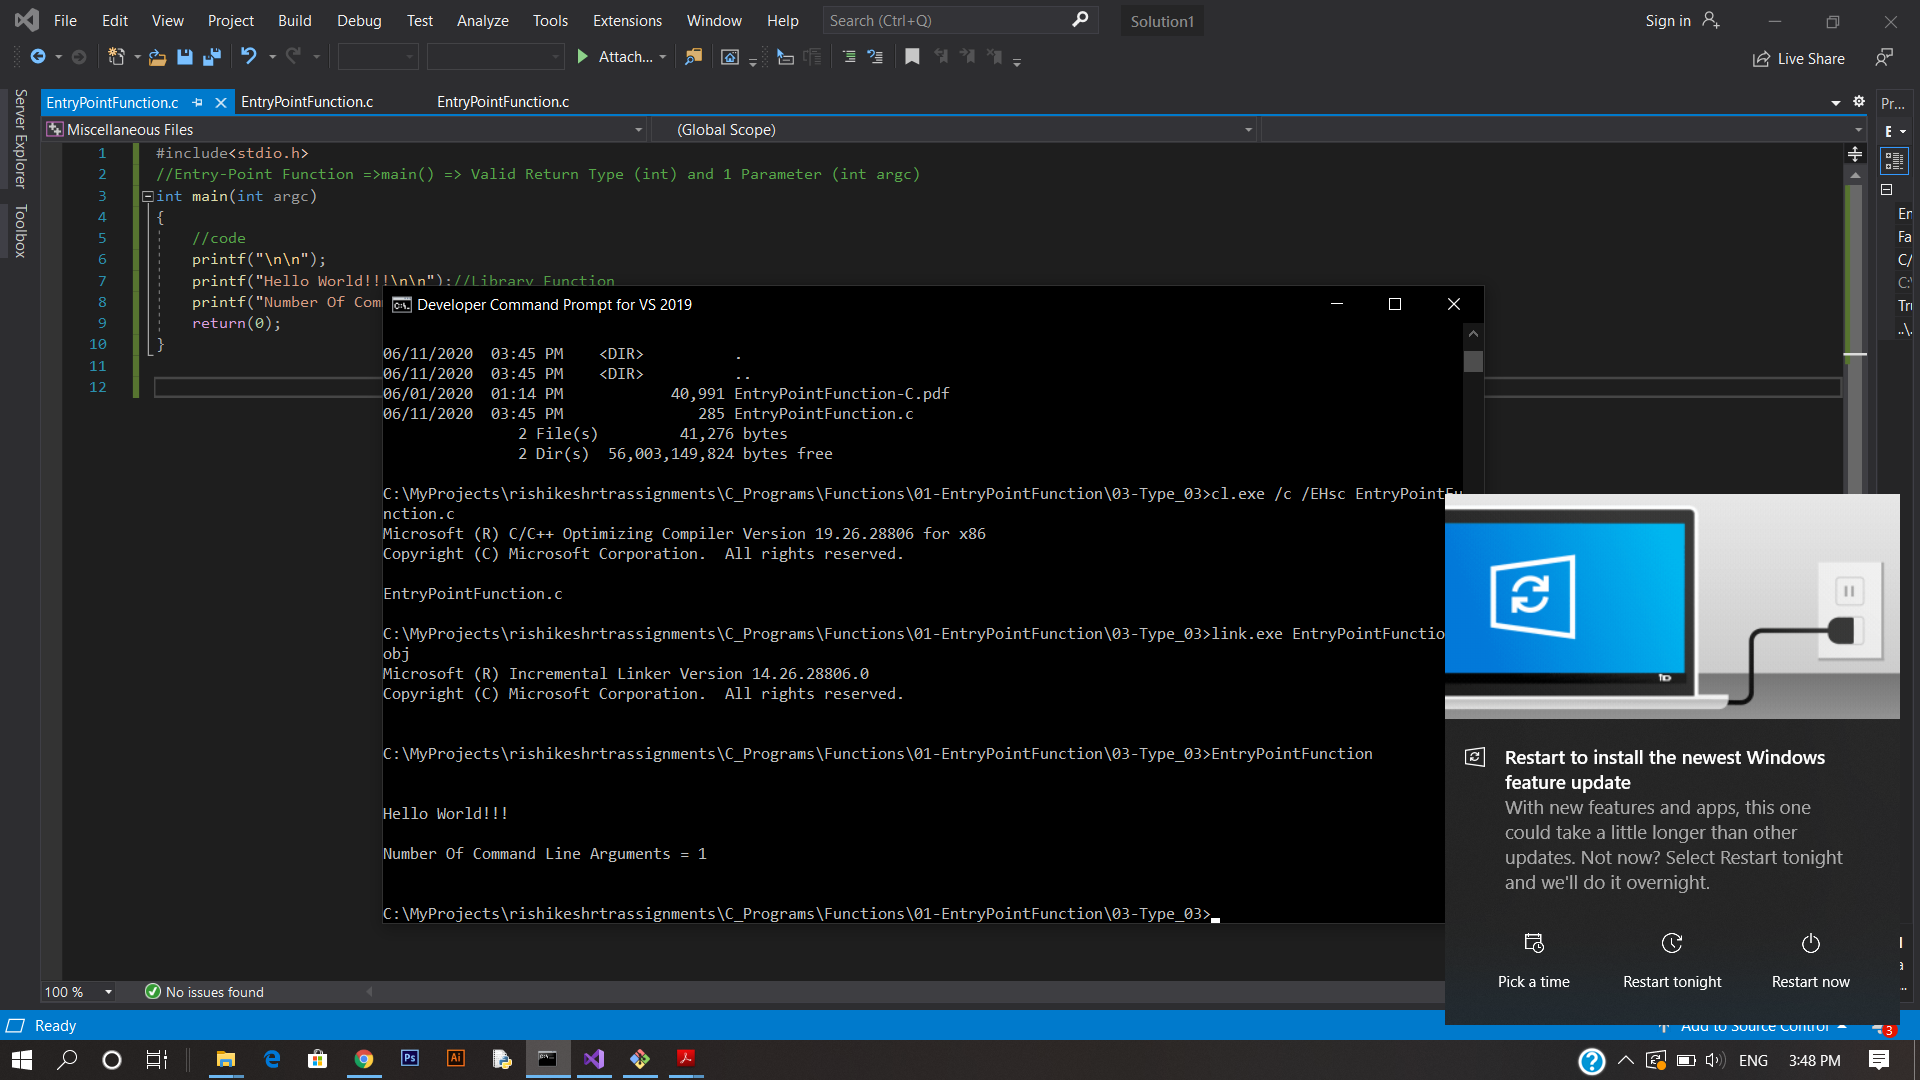 File Edit View Project Build Debug Test Analyze Tools Extensions Window Help Search (Ctrl+Q) Solution1 Sign in
Attach... Live Share
Server Explorer
Toolbox
EntryPointFunction.c EntryPointFunction.c EntryPointFunction.c Pr...
Miscellaneous Files (Global Scope)
1 #include<stdio.h>
2 //Entry-Point Function =>main() => Valid Return Type (int) and 1 Parameter (int argc)
3 int main(int argc)
4 {
5 //code
6 printf("\n\n");
7 printf("Hello World!!!\n\n");//Library Function
8 printf("Number Of Com
9 return(0);
10 }
11
12
Developer Command Prompt for VS 2019
06/11/2020 03:45 PM <DIR> .
06/11/2020 03:45 PM <DIR> ..
06/01/2020 01:14 PM 40,991 EntryPointFunction-C.pdf
06/11/2020 03:45 PM 285 EntryPointFunction.c
2 File(s) 41,276 bytes
2 Dir(s) 56,003,149,824 bytes free
C:\MyProjects\rishikeshrtrassignments\C_Programs\Functions\01-EntryPointFunction\03-Type_03>cl.exe /c /EHsc EntryPointFu
nction.c
Microsoft (R) C/C++ Optimizing Compiler Version 19.26.28806 for x86
Copyright (C) Microsoft Corporation. All rights reserved.
EntryPointFunction.c
C:\MyProjects\rishikeshrtrassignments\C_Programs\Functions\01-EntryPointFunction\03-Type_03>link.exe EntryPointFunctio
obj
Microsoft (R) Incremental Linker Version 14.26.28806.0
Copyright (C) Microsoft Corporation. All rights reserved.
C:\MyProjects\rishikeshrtrassignments\C_Programs\Functions\01-EntryPointFunction\03-Type_03>EntryPointFunction
Hello World!!!
Number Of Command Line Arguments = 1
C:\MyProjects\rishikeshrtrassignments\C_Programs\Functions\01-EntryPointFunction\03-Type_03>
Restart to install the newest Windows
feature update
With new features and apps, this one
could take a little longer than other
updates. Not now? Select Restart tonight
and we'll do it overnight.
Pick a time Restart tonight Restart now
100 % No issues found
Ready Add to Source Control 3
Ps Ai ENG 3:48 PM